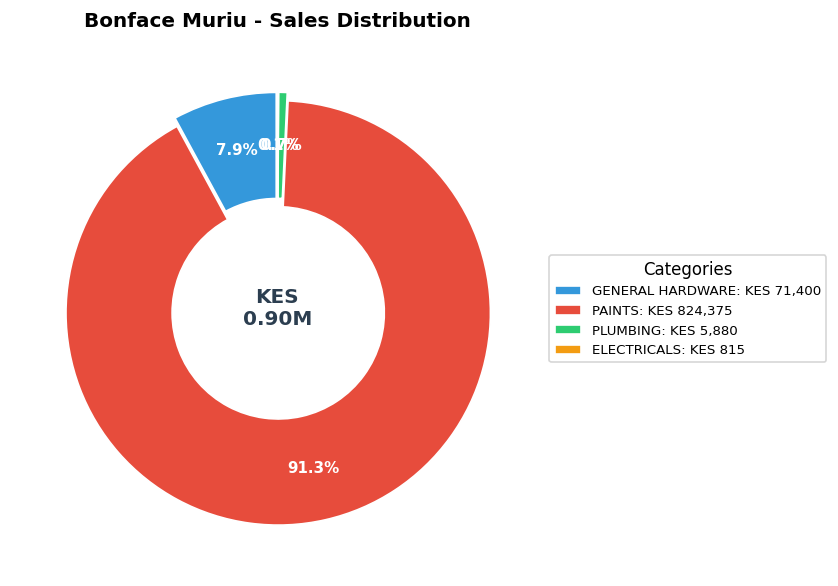 Bonface Muriu - Sales Distribution
7.9%
KES
0.90M
91.3%
Categories
GENERAL HARDWARE: KES 71,400
PAINTS: KES 824,375
PLUMBING: KES 5,880
ELECTRICALS: KES 815